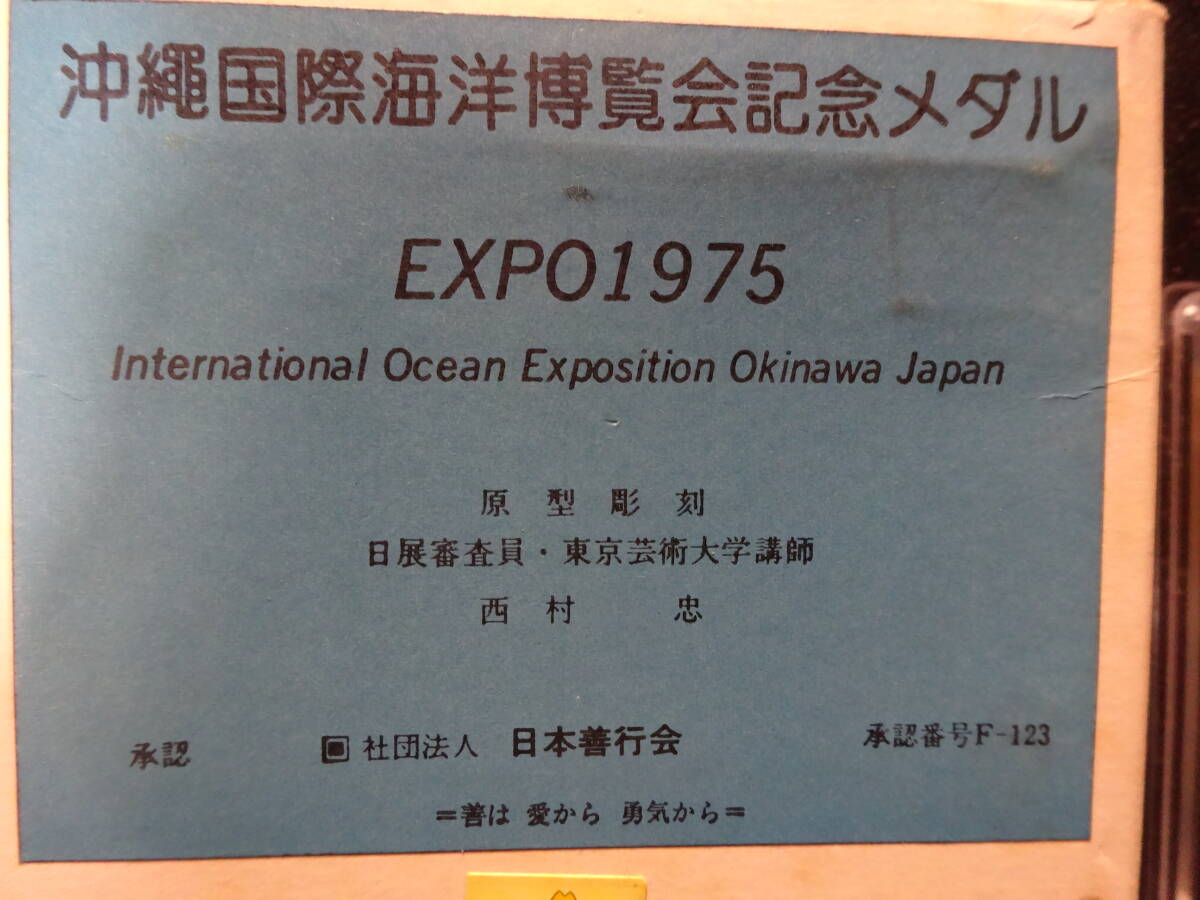 沖縄国際海洋博覧会記念メダル
EXPO1975
International Ocean Exposition Okinawa Japan
原型彫刻
日展審査員・東京芸術大学講師
西村 忠
承認 社団法人 日本善行会 承認番号F-123
=善は 愛から 勇気から=